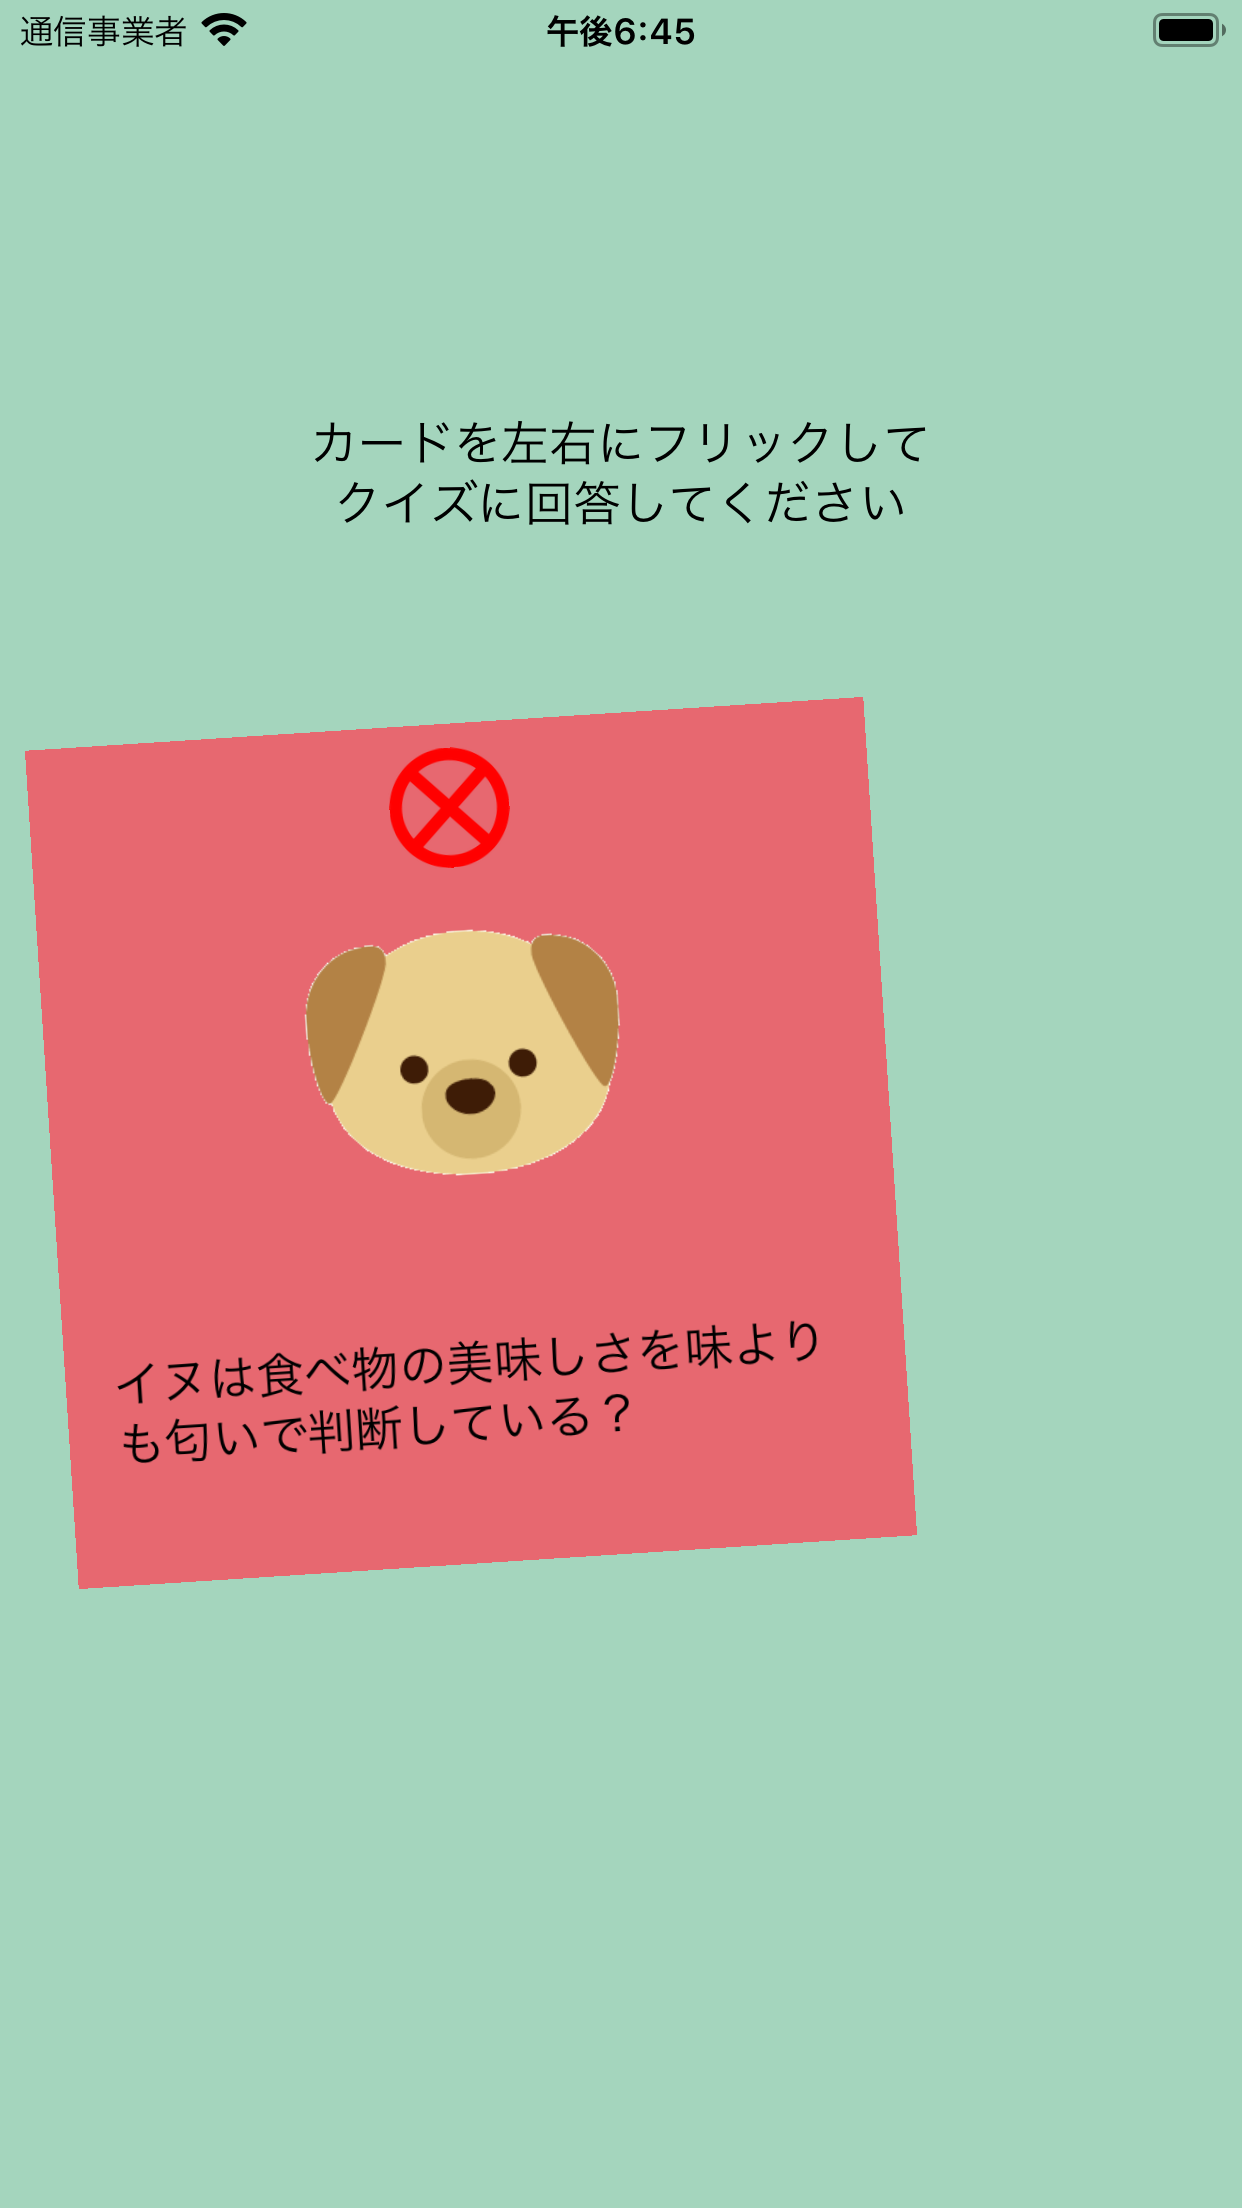 通信事業者 午後6:45
カードを左右にフリックして
クイズに回答してください
イヌは食べ物の美味しさを味より
も匂いで判断している？